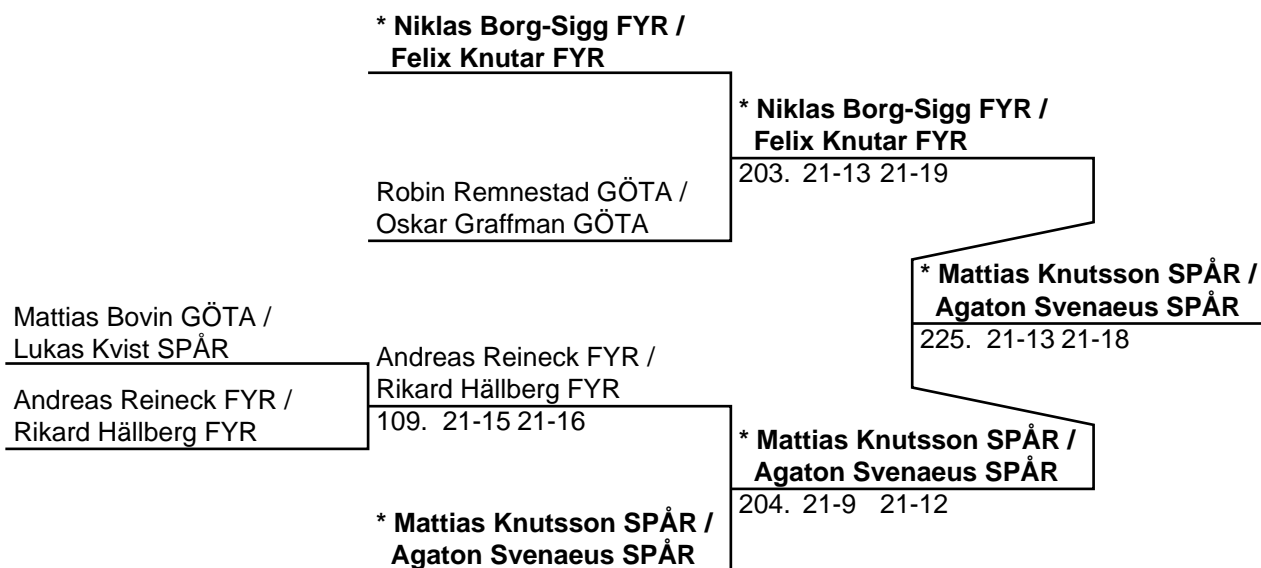 * Niklas Borg-Sigg FYR /
Felix Knutar FYR
* Niklas Borg-Sigg FYR /
Felix Knutar FYR
203. 21-13 21-19
Robin Remnestad GÖTA /
Oskar Graffman GÖTA
* Mattias Knutsson SPÅR /
Agaton Svenaeus SPÅR
225. 21-13 21-18
Mattias Bovin GÖTA /
Lukas Kvist SPÅR
Andreas Reineck FYR /
Rikard Hällberg FYR
109. 21-15 21-16
Andreas Reineck FYR /
Rikard Hällberg FYR
* Mattias Knutsson SPÅR /
Agaton Svenaeus SPÅR
204. 21-9 21-12
* Mattias Knutsson SPÅR /
Agaton Svenaeus SPÅR